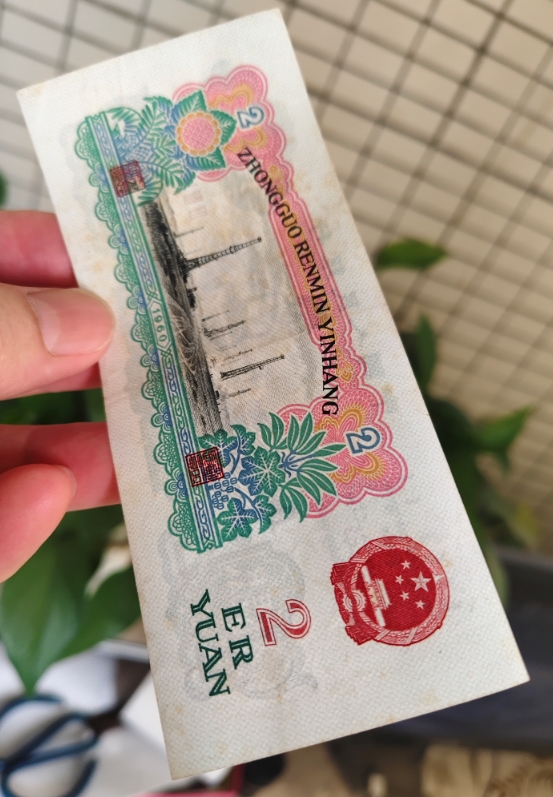 2
ZHONGGUO RENMIN YINHANG
1960
2
2
ER
YUAN